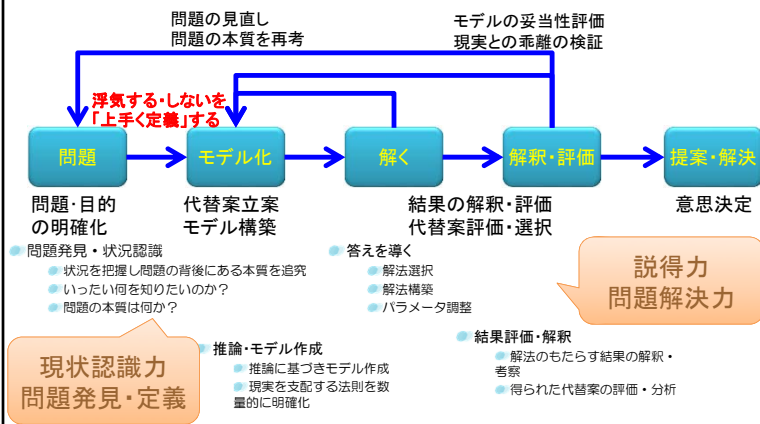 問題の見直し
問題の本質を再考
モデルの妥当性評価
現実との乖離の検証
浮気する・しないを
「上手く定義」する
問題
モデル化
解く
解釈・評価
提案・解決
問題・目的
の明確化
代替案立案
モデル構築
結果の解釈・評価
代替案評価・選択
意思決定
問題発見・状況認識
状況を把握し問題の背後にある本質を追究
いったい何を知りたいのか？
問題の本質は何か？
答えを導く
解法選択
解法構築
パラメータ調整
説得力
問題解決力
現状認識力
問題発見・定義
推論・モデル作成
推論に基づきモデル作成
現実を支配する法則を数
量的に明確化
結果評価・解釈
解法のもたらす結果の解釈・
考察
得られた代替案の評価・分析